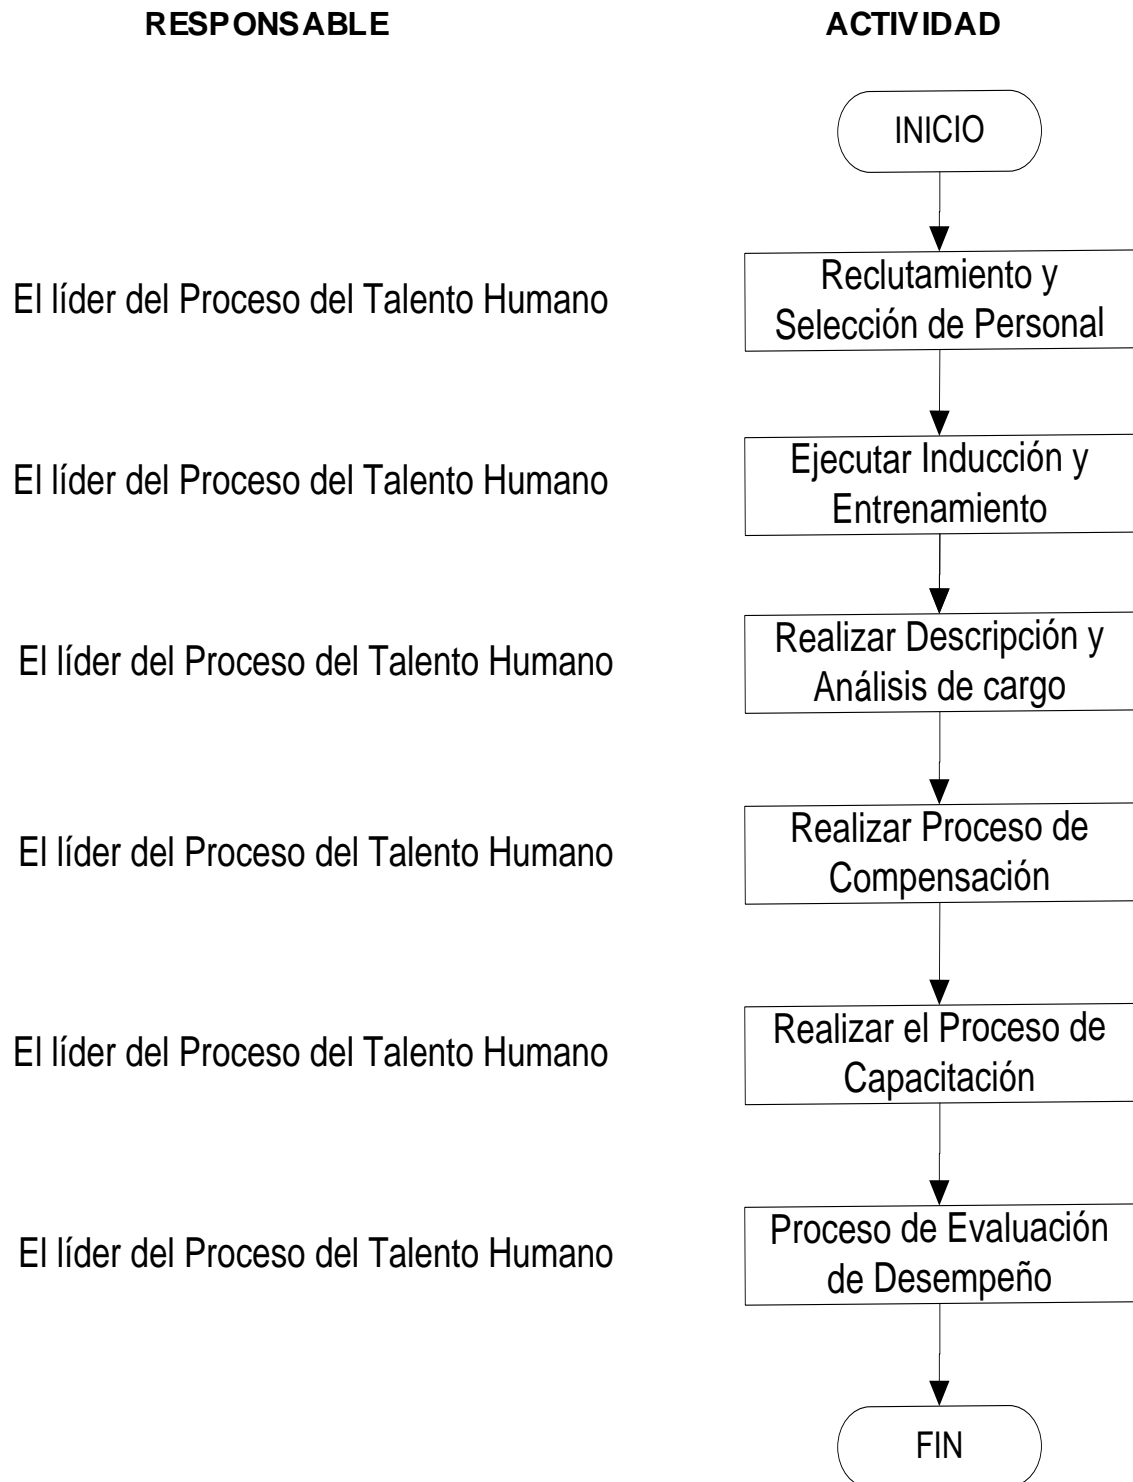 RESPONSABLE
ACTIVIDAD
INICIO
El líder del Proceso del Talento Humano
Reclutamiento y
Selección de Personal
El líder del Proceso del Talento Humano
Ejecutar Inducción y
Entrenamiento
El líder del Proceso del Talento Humano
Realizar Descripción y
Análisis de cargo
El líder del Proceso del Talento Humano
Realizar Proceso de
Compensación
El líder del Proceso del Talento Humano
Realizar el Proceso de
Capacitación
El líder del Proceso del Talento Humano
Proceso de Evaluación
de Desempeño
FIN